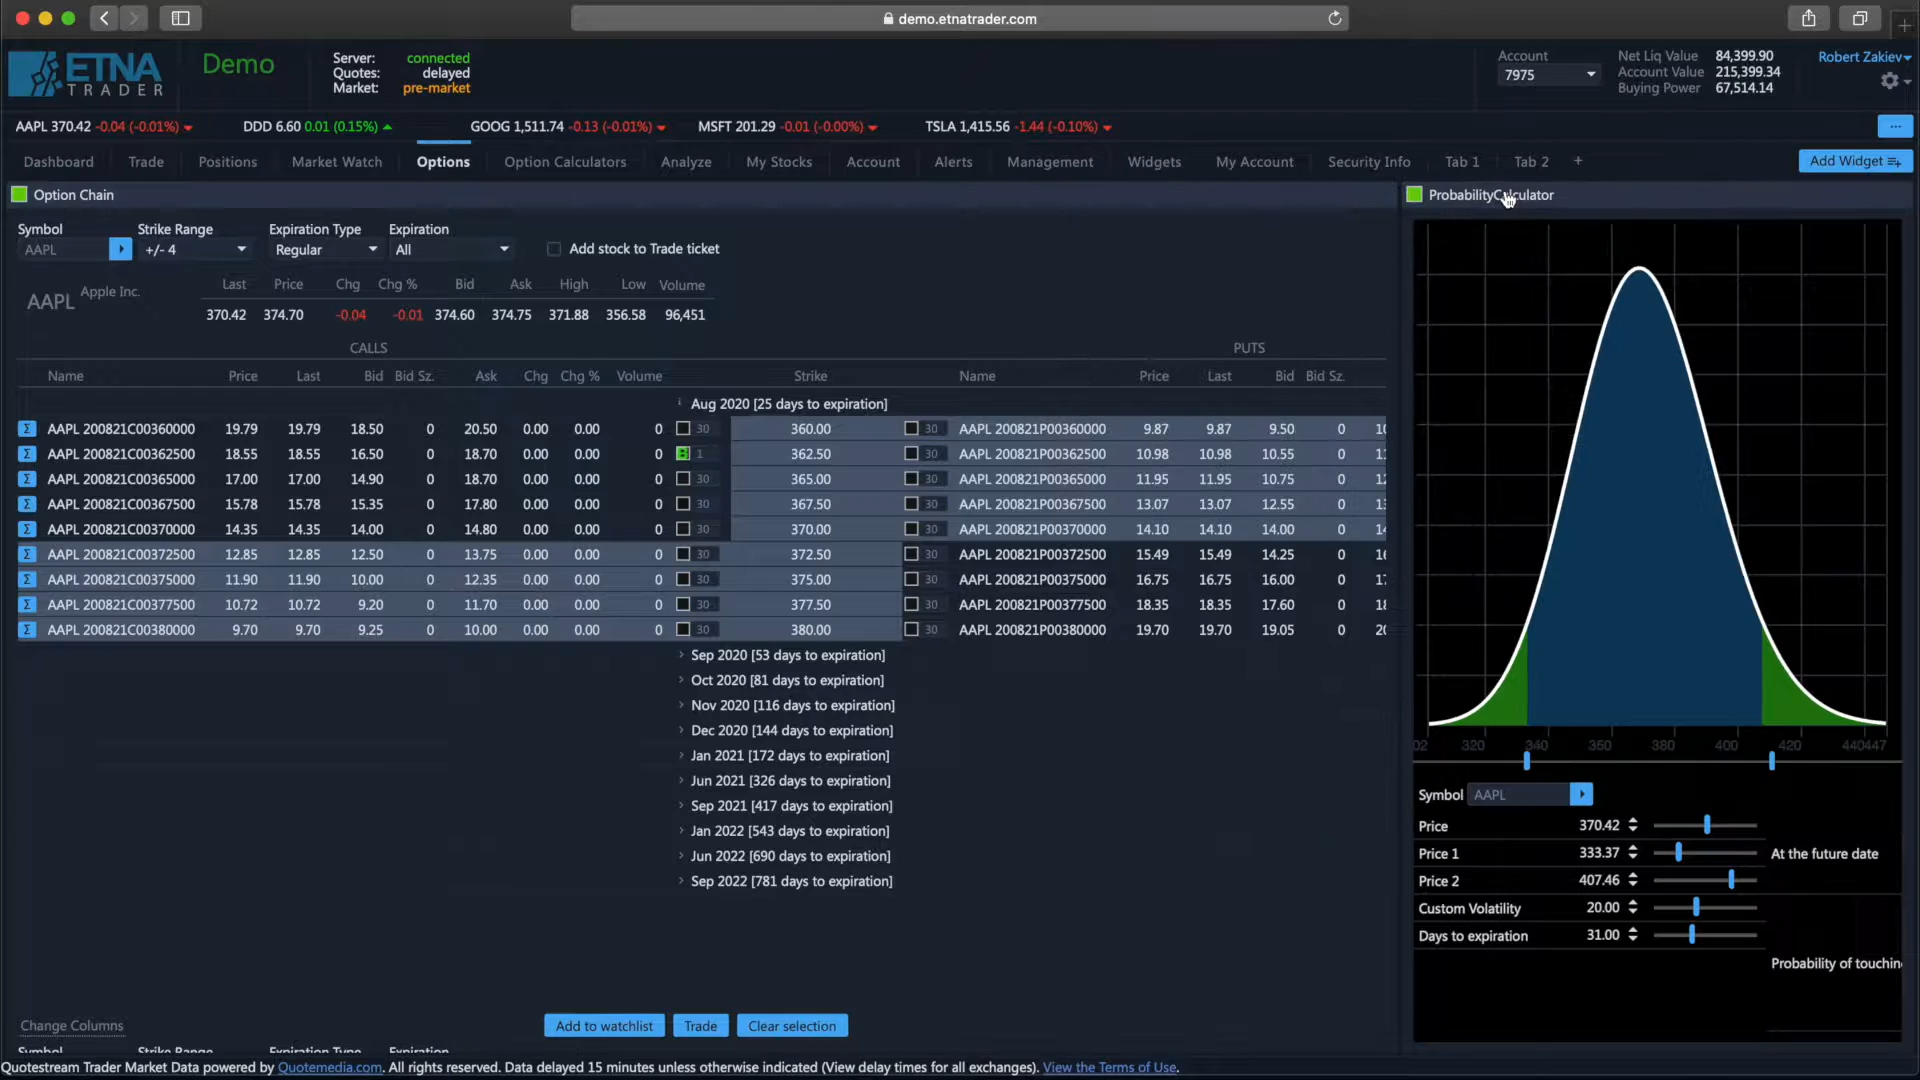 demo.etnatrader.com
ETNA TRADER
Demo
Server: connected
Quotes: delayed
Market: pre-market
Account
7975
Net Liq Value 84,399.90
Account Value 215,399.34
Buying Power 67,514.14
Robert Zakiev
AAPL 370.42 -0.04 (-0.01%) DDD 6.60 0.01 (0.15%) GOOG 1,511.74 -0.13 (-0.01%) MSFT 201.29 -0.01 (-0.00%) TSLA 1,415.56 -1.44 (-0.10%)
Dashboard Trade Positions Market Watch Options Option Calculators Analyze My Stocks Account Alerts Management Widgets My Account Security Info Tab 1 Tab 2 + Add Widget
Option Chain
Symbol Strike Range Expiration Type Expiration
AAPL +/- 4 Regular All Add stock to Trade ticket
Last Price Chg Chg % Bid Ask High Low Volume
AAPL Apple Inc.
370.42 374.70 -0.04 -0.01 374.60 374.75 371.88 356.58 96,451
CALLS PUTS
Name Price Last Bid Bid Sz. Ask Chg Chg % Volume Strike Name Price Last Bid Bid Sz.
Aug 2020 [25 days to expiration]
AAPL 200821C00360000 19.79 19.79 18.50 0 20.50 0.00 0.00 0 30 360.00 30 AAPL 200821P00360000 9.87 9.87 9.50 0
AAPL 200821C00362500 18.55 18.55 16.50 0 18.70 0.00 0.00 0 B 1 362.50 30 AAPL 200821P00362500 10.98 10.98 10.55 0
AAPL 200821C00365000 17.00 17.00 14.90 0 18.70 0.00 0.00 0 30 365.00 30 AAPL 200821P00365000 11.95 11.95 10.75 0
AAPL 200821C00367500 15.78 15.78 15.35 0 17.80 0.00 0.00 0 30 367.50 30 AAPL 200821P00367500 13.07 13.07 12.55 0
AAPL 200821C00370000 14.35 14.35 14.00 0 14.80 0.00 0.00 0 30 370.00 30 AAPL 200821P00370000 14.10 14.10 14.00 0
AAPL 200821C00372500 12.85 12.85 12.50 0 13.75 0.00 0.00 0 30 372.50 30 AAPL 200821P00372500 15.49 15.49 14.25 0
AAPL 200821C00375000 11.90 11.90 10.00 0 12.35 0.00 0.00 0 30 375.00 30 AAPL 200821P00375000 16.75 16.75 16.00 0
AAPL 200821C00377500 10.72 10.72 9.20 0 11.70 0.00 0.00 0 30 377.50 30 AAPL 200821P00377500 18.35 18.35 17.60 0
AAPL 200821C00380000 9.70 9.70 9.25 0 10.00 0.00 0.00 0 30 380.00 30 AAPL 200821P00380000 19.70 19.70 19.05 0
Sep 2020 [53 days to expiration]
Oct 2020 [81 days to expiration]
Nov 2020 [116 days to expiration]
Dec 2020 [144 days to expiration]
Jan 2021 [172 days to expiration]
Jun 2021 [326 days to expiration]
Sep 2021 [417 days to expiration]
Jan 2022 [543 days to expiration]
Jun 2022 [690 days to expiration]
Sep 2022 [781 days to expiration]
Change Columns Add to watchlist Trade Clear selection
Symbol Strike Range Expiration Type Expiration
ProbabilityCalculator
02 320 340 350 380 400 420 440447
Symbol AAPL
Price 370.42
Price 1 333.37 At the future date
Price 2 407.46
Custom Volatility 20.00
Days to expiration 31.00
Probability of touchin
Quotestream Trader Market Data powered by Quotemedia.com. All rights reserved. Data delayed 15 minutes unless otherwise indicated (View delay times for all exchanges). View the Terms of Use.